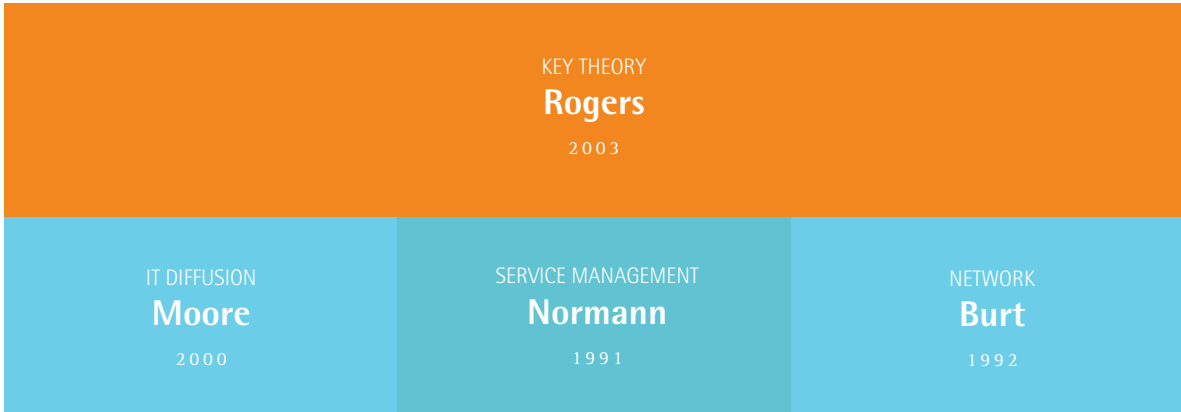 KEY THEORY
Rogers
2003
IT DIFFUSION
Moore
2000
SERVICE MANAGEMENT
Normann
1991
NETWORK
Burt
1992